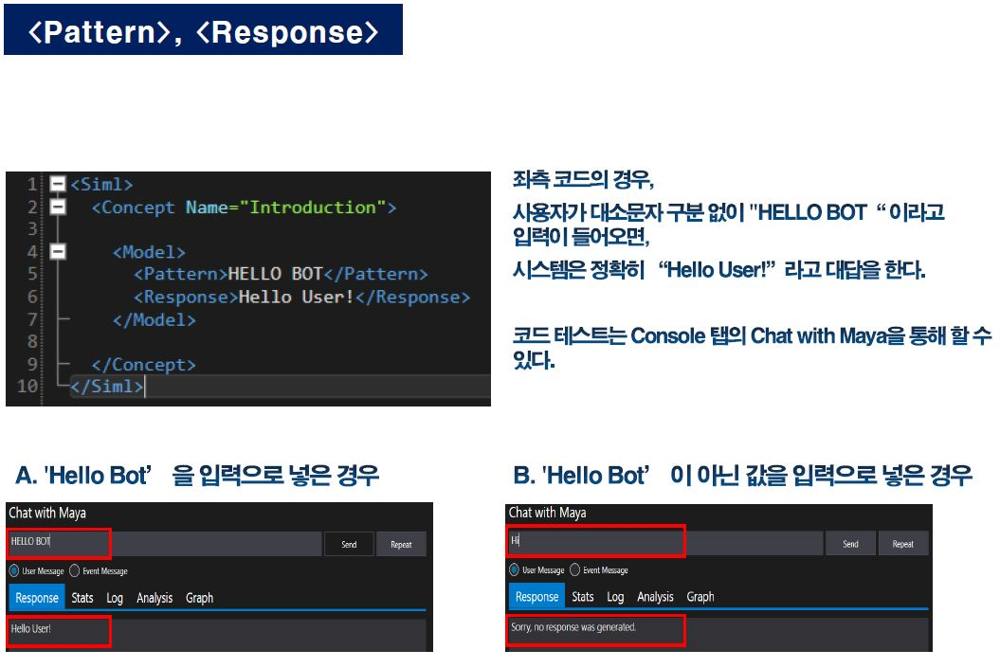 <Pattern>, <Response>
1 <Siml>
2 <Concept Name="Introduction">
3
4 <Model>
5 <Pattern>HELLO BOT</Pattern>
6 <Response>Hello User!</Response>
7 </Model>
8
9 </Concept>
10 </Siml>
좌측 코드의 경우,
사용자가 대소문자 구분 없이 "HELLO BOT “ 이라고
입력이 들어오면,
시스템은 정확히 “Hello User!” 라고 대답을 한다.
코드 테스트는 Console 탭의 Chat with Maya을 통해 할 수
있다.
A. 'Hello Bot’ 을 입력으로 넣은 경우
Chat with Maya
HELLO BOT
Send Repeat
User Message Event Message
Response Stats Log Analysis Graph
Hello User!
B. 'Hello Bot’ 이 아닌 값을 입력으로 넣은 경우
Chat with Maya
Hi
Send Repeat
User Message Event Message
Response Stats Log Analysis Graph
Sorry, no response was generated.